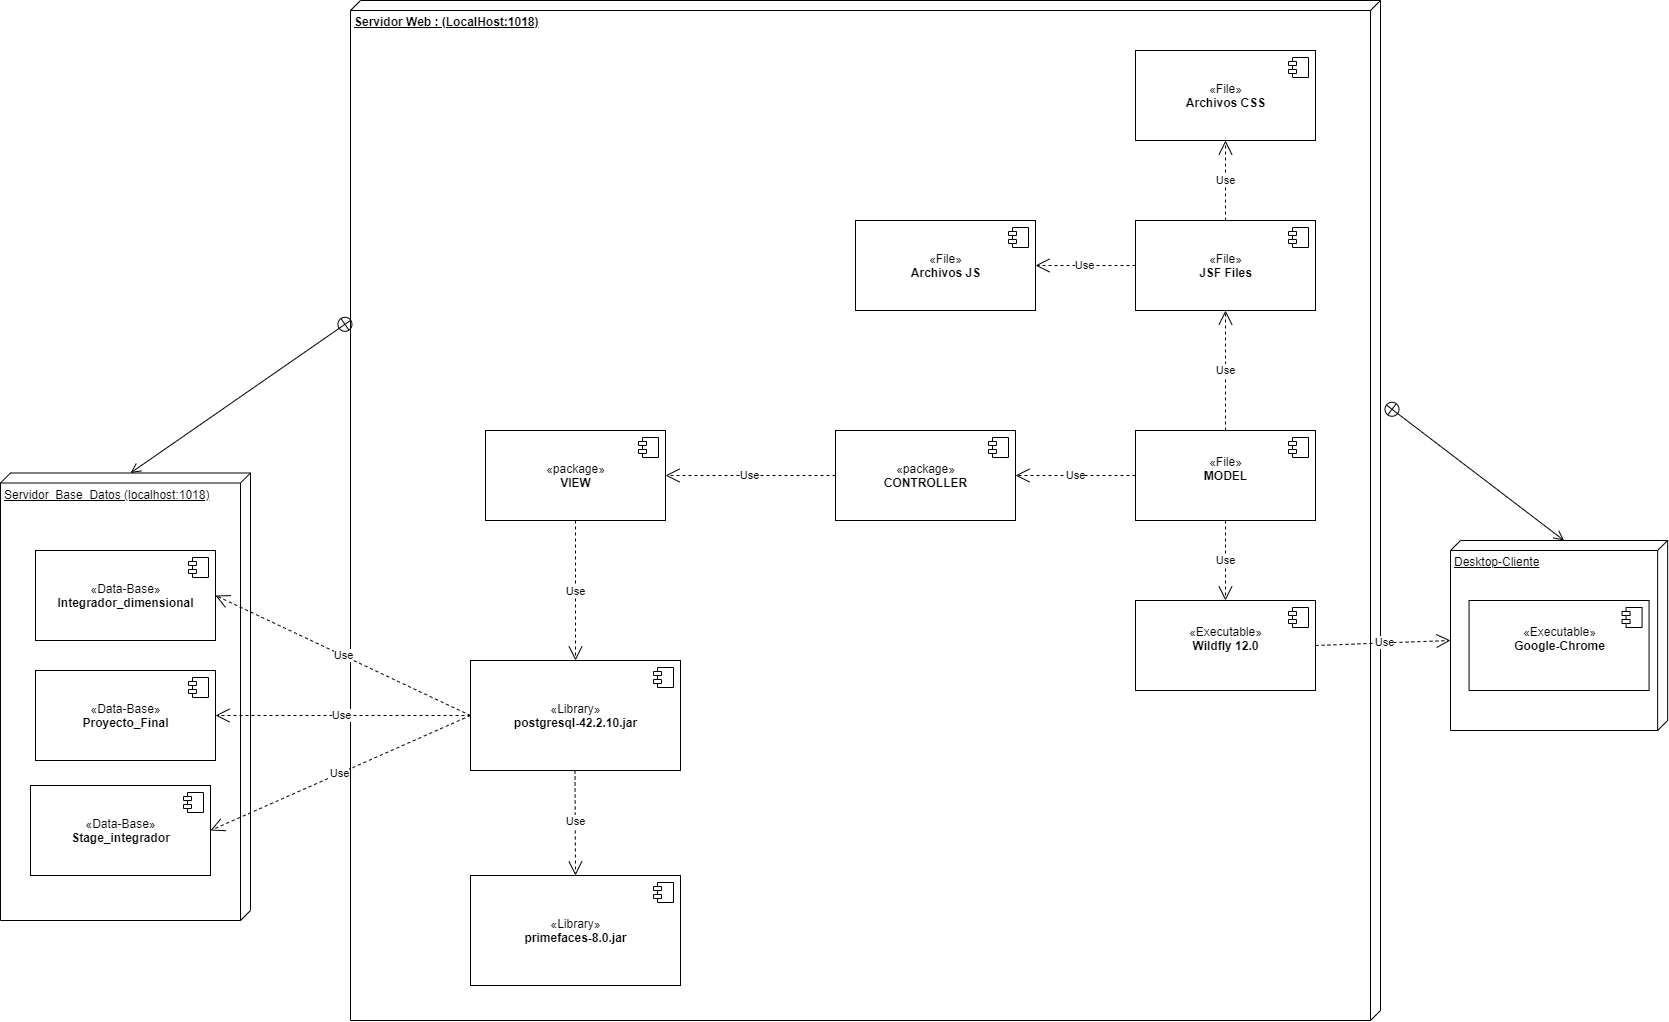 Servidor Web : (LocalHost:1018)
«File»
Archivos CSS
Use
«File»
Archivos JS
Use
«File»
JSF Files
Use
«package»
VIEW
Use
«package»
CONTROLLER
Use
«File»
MODEL
Servidor_Base_Datos (localhost:1018)
Use
Use
Desktop-Cliente
«Data-Base»
Integrador_dimensional
«Executable»
Wildfly 12.0
Use
«Executable»
Google-Chrome
Use
«Data-Base»
Proyecto_Final
Use
«Library»
postgresql-42.2.10.jar
Use
«Data-Base»
Stage_integrador
Use
«Library»
primefaces-8.0.jar